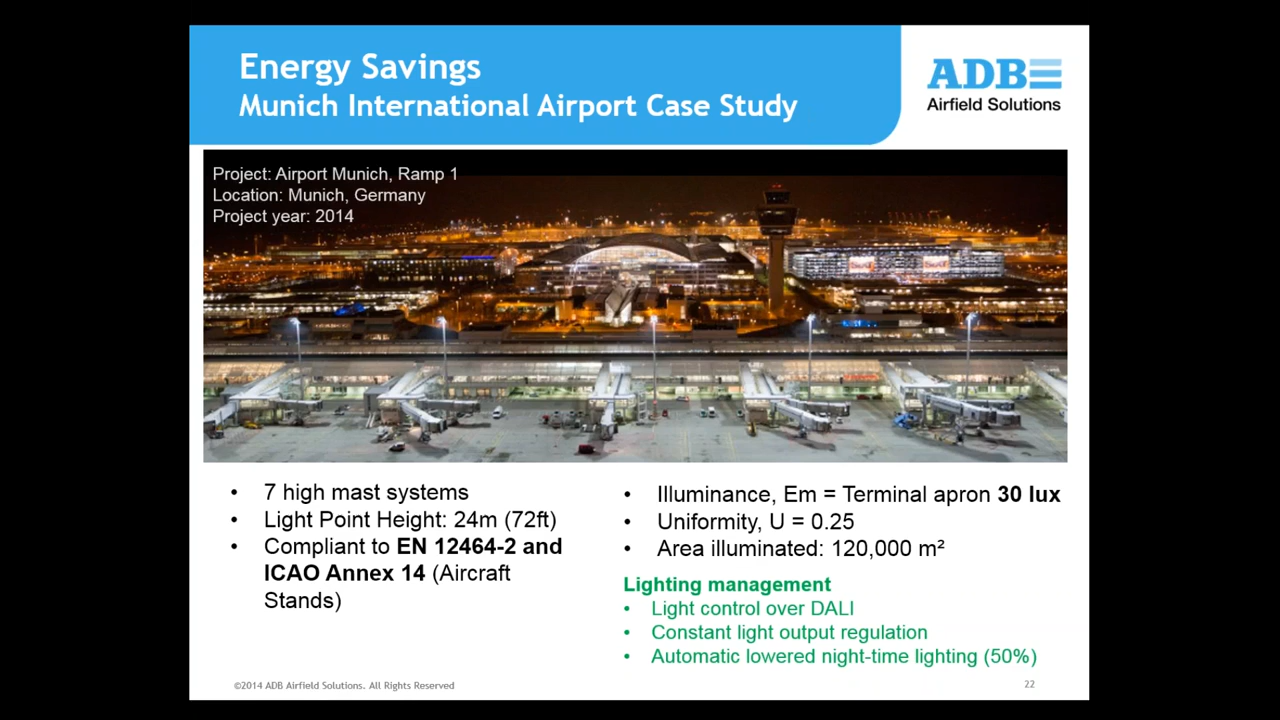 Energy Savings
Munich International Airport Case Study
ADB
Airfield Solutions
Project: Airport Munich, Ramp 1
Location: Munich, Germany
Project year: 2014
• 7 high mast systems
• Light Point Height: 24m (72ft)
• Compliant to EN 12464-2 and
ICAO Annex 14 (Aircraft
Stands)
• Illuminance, Em = Terminal apron 30 lux
• Uniformity, U = 0.25
• Area illuminated: 120,000 m²
Lighting management
• Light control over DALI
• Constant light output regulation
• Automatic lowered night-time lighting (50%)
©2014 ADB Airfield Solutions. All Rights Reserved
22